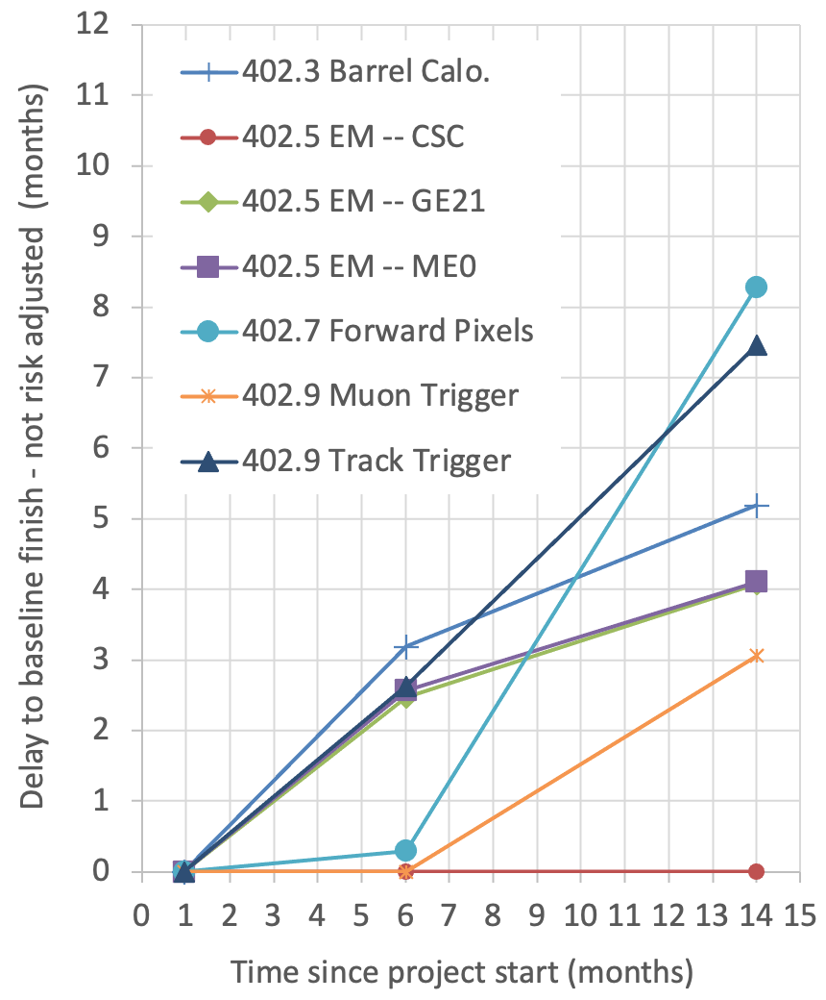 12
11
10
9
8
7
6
5
4
3
2
1
0
Delay to baseline finish - not risk adjusted (months)
402.3 Barrel Calo.
402.5 EM -- CSC
402.5 EM -- GE21
402.5 EM -- ME0
402.7 Forward Pixels
402.9 Muon Trigger
402.9 Track Trigger
0 1 2 3 4 5 6 7 8 9 10 11 12 13 14 15
Time since project start (months)